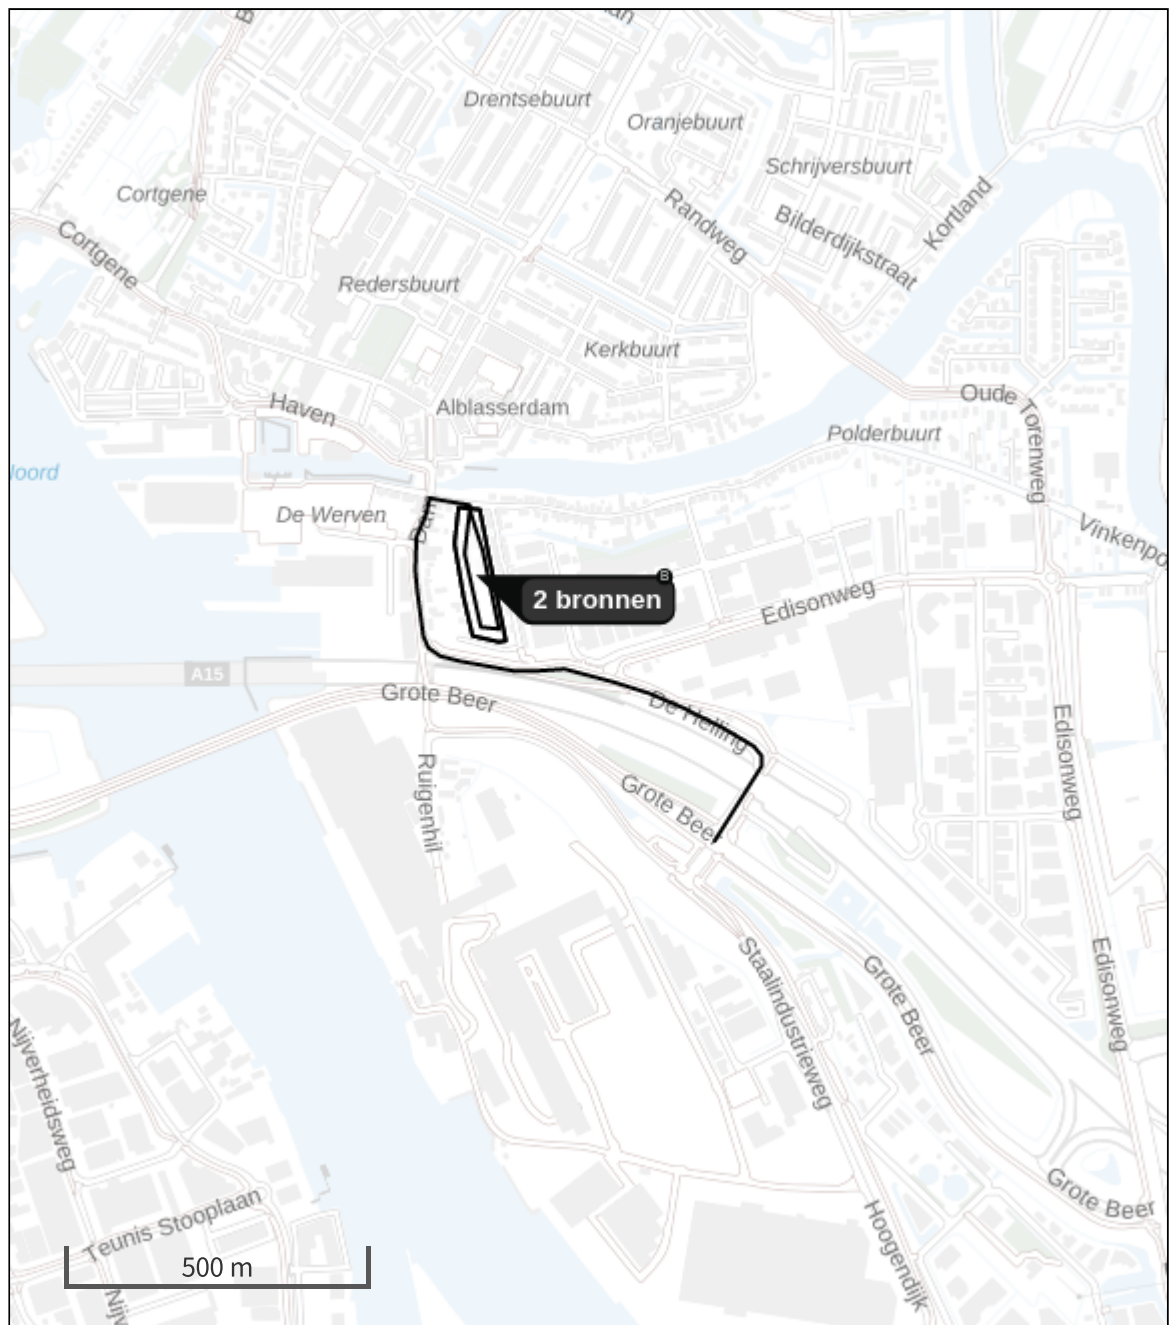 Drentsebuurt
Oranjebuurt
Schrijversbuurt
Cortgene
Kortland
Randweg
Bilderdijkstraat
Cortgene
Redersbuurt
Kerkbuurt
Oude Torenweg
Haven
Alblasserdam
Polderbuurt
loord
De Werven
Dam
Vinkenpo
2 bronnen
B
Edisonweg
A15
Grote Beer
De Helling
Edisonweg
Ruigenhil
Grote Beer
Staalindustrieweg
Grote Beer
Edisonweg
Nijverheidsweg
Grote Beer
Teunis Stooplaan
Hoogendijk
500 m
Nijv